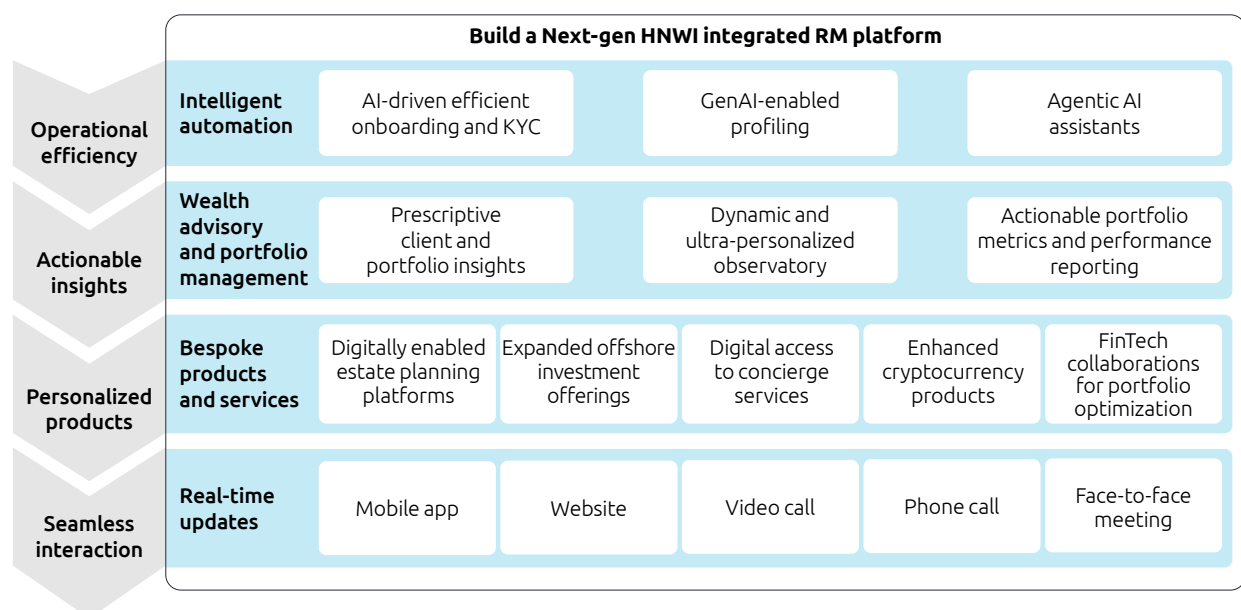 Build a Next-gen HNWI integrated RM platform
Operational
efficiency
Intelligent
automation
AI-driven efficient
onboarding and KYC
GenAI-enabled
profiling
Agentic AI
assistants
Actionable
insights
Wealth
advisory
and portfolio
management
Prescriptive
client and
portfolio insights
Dynamic and
ultra-personalized
observatory
Actionable portfolio
metrics and performance
reporting
Personalized
products
Bespoke
products
and services
Digitally enabled
estate planning
platforms
Expanded offshore
investment
offerings
Digital access
to concierge
services
Enhanced
cryptocurrency
products
FinTech
collaborations
for portfolio
optimization
Seamless
interaction
Real-time
updates
Mobile app
Website
Video call
Phone call
Face-to-face
meeting